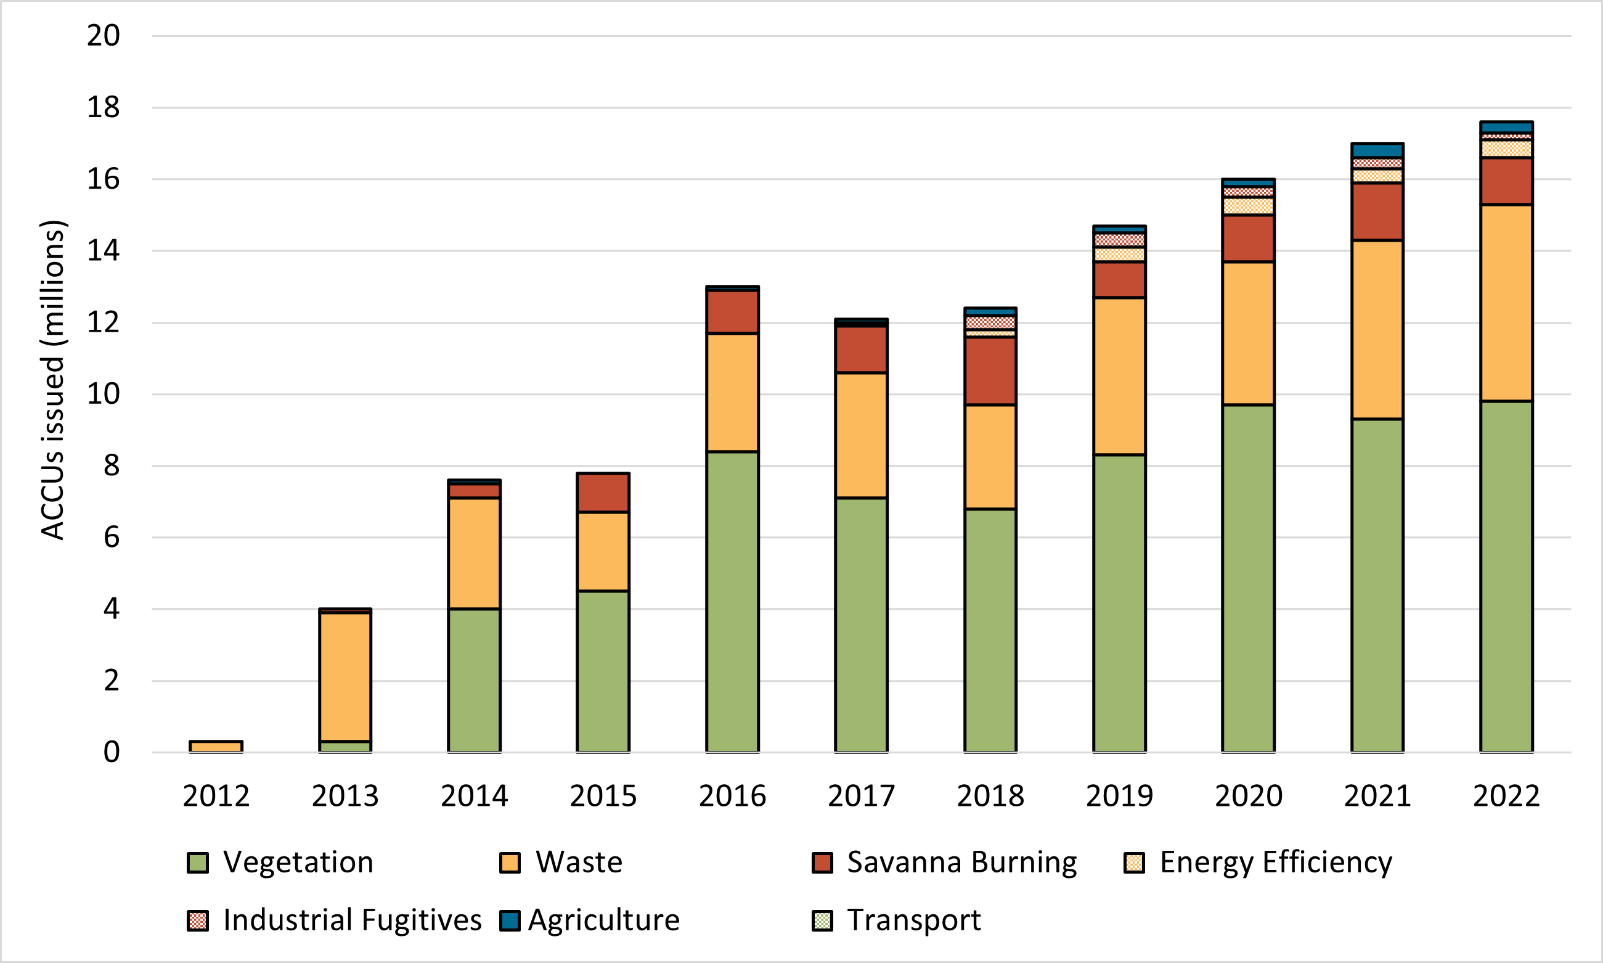 20
18
16
14
12
10
8
6
4
2
0
ACCUs issued (millions)
2012 2013 2014 2015 2016 2017 2018 2019 2020 2021 2022
Vegetation Waste Savanna Burning Energy Efficiency
Industrial Fugitives Agriculture Transport